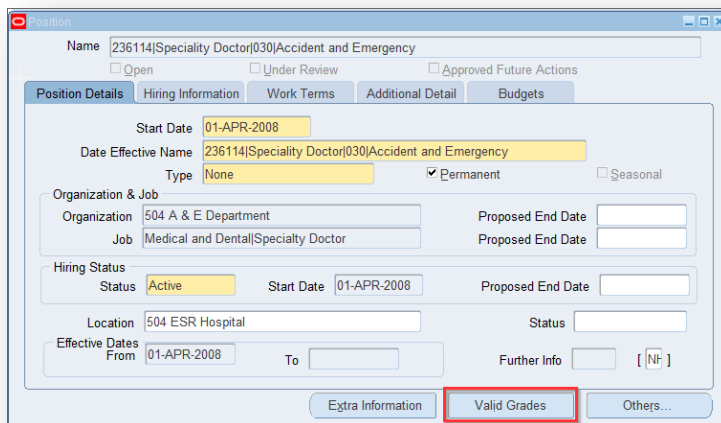 Position
Name 236114|Speciality Doctor|030|Accident and Emergency
Open Under Review Approved Future Actions
Position Details Hiring Information Work Terms Additional Detail Budgets
Start Date 01-APR-2008
Date Effective Name 236114|Speciality Doctor|030|Accident and Emergency
Type None Permanent Seasonal
Organization & Job
Organization 504 A & E Department Proposed End Date
Job Medical and Dental|Specialty Doctor Proposed End Date
Hiring Status
Status Active Start Date 01-APR-2008 Proposed End Date
Location 504 ESR Hospital Status
Effective Dates
From 01-APR-2008 To Further Info [ NH ]
Extra Information Valid Grades Others...